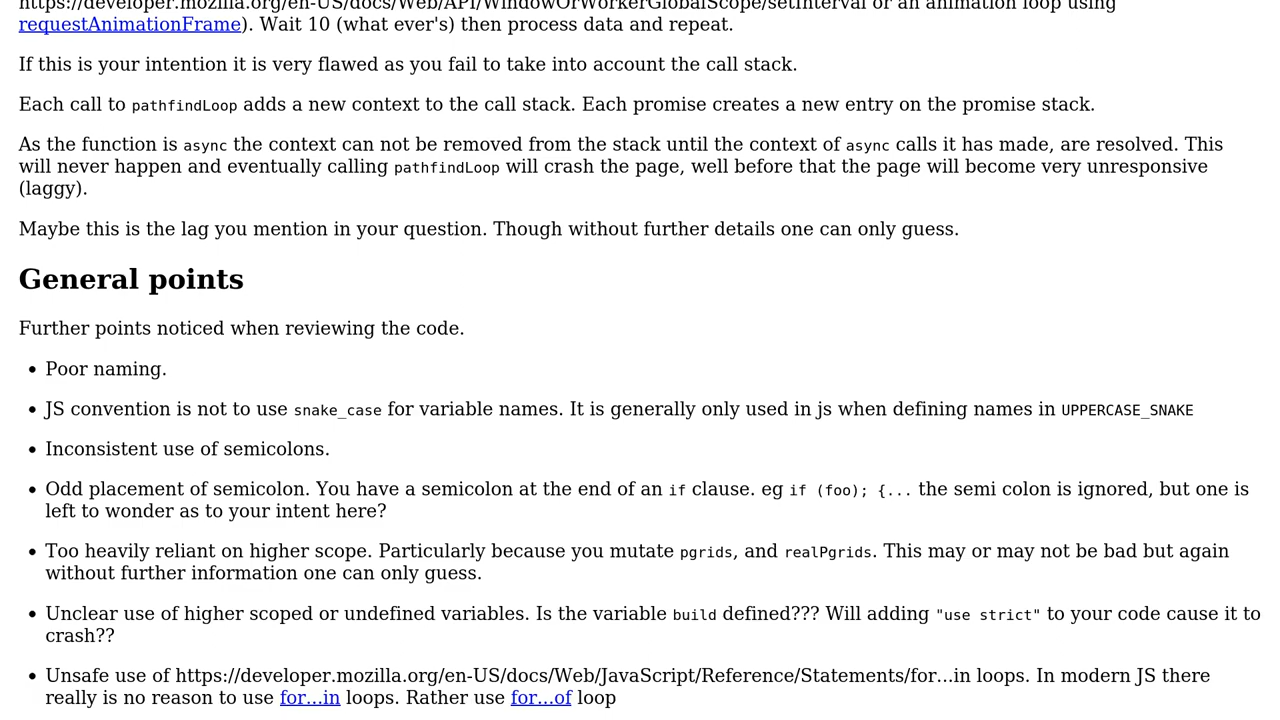 https://developer.mozilla.org/en-US/docs/Web/API/WindowOrWorkerGlobalScope/setInterval or an animation loop using
requestAnimationFrame). Wait 10 (what ever's) then process data and repeat.
If this is your intention it is very flawed as you fail to take into account the call stack.
Each call to pathfindLoop adds a new context to the call stack. Each promise creates a new entry on the promise stack.
As the function is async the context can not be removed from the stack until the context of async calls it has made, are resolved. This
will never happen and eventually calling pathfindLoop will crash the page, well before that the page will become very unresponsive
(laggy).
Maybe this is the lag you mention in your question. Though without further details one can only guess.
General points
Further points noticed when reviewing the code.
• Poor naming.
• JS convention is not to use snake_case for variable names. It is generally only used in js when defining names in UPPERCASE_SNAKE
• Inconsistent use of semicolons.
• Odd placement of semicolon. You have a semicolon at the end of an if clause. eg if (foo); {... the semi colon is ignored, but one is
left to wonder as to your intent here?
• Too heavily reliant on higher scope. Particularly because you mutate pgrids, and realPgrids. This may or may not be bad but again
without further information one can only guess.
• Unclear use of higher scoped or undefined variables. Is the variable build defined??? Will adding "use strict" to your code cause it to
crash??
• Unsafe use of https://developer.mozilla.org/en-US/docs/Web/JavaScript/Reference/Statements/for...in loops. In modern JS there
really is no reason to use for...in loops. Rather use for...of loop